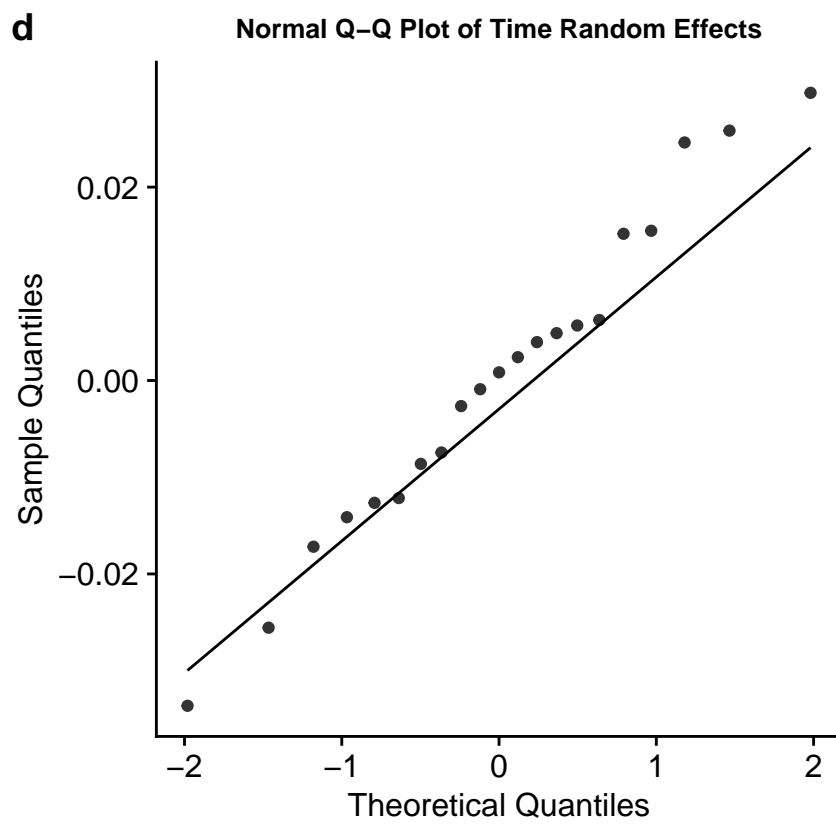 d
Normal Q−Q Plot of Time Random Effects
0.02
0.00
−0.02
Sample Quantiles
−2 −1 0 1 2
Theoretical Quantiles